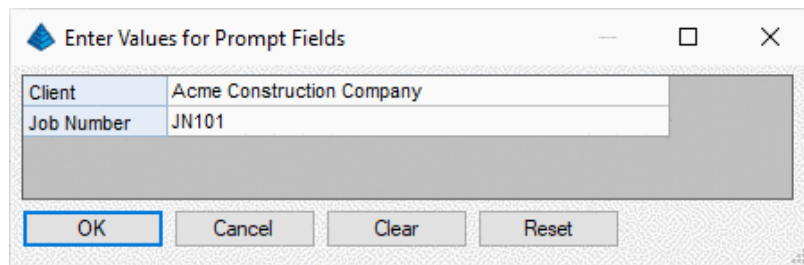 Enter Values for Prompt Fields
Client Acme Construction Company
Job Number JN101
OK Cancel Clear Reset